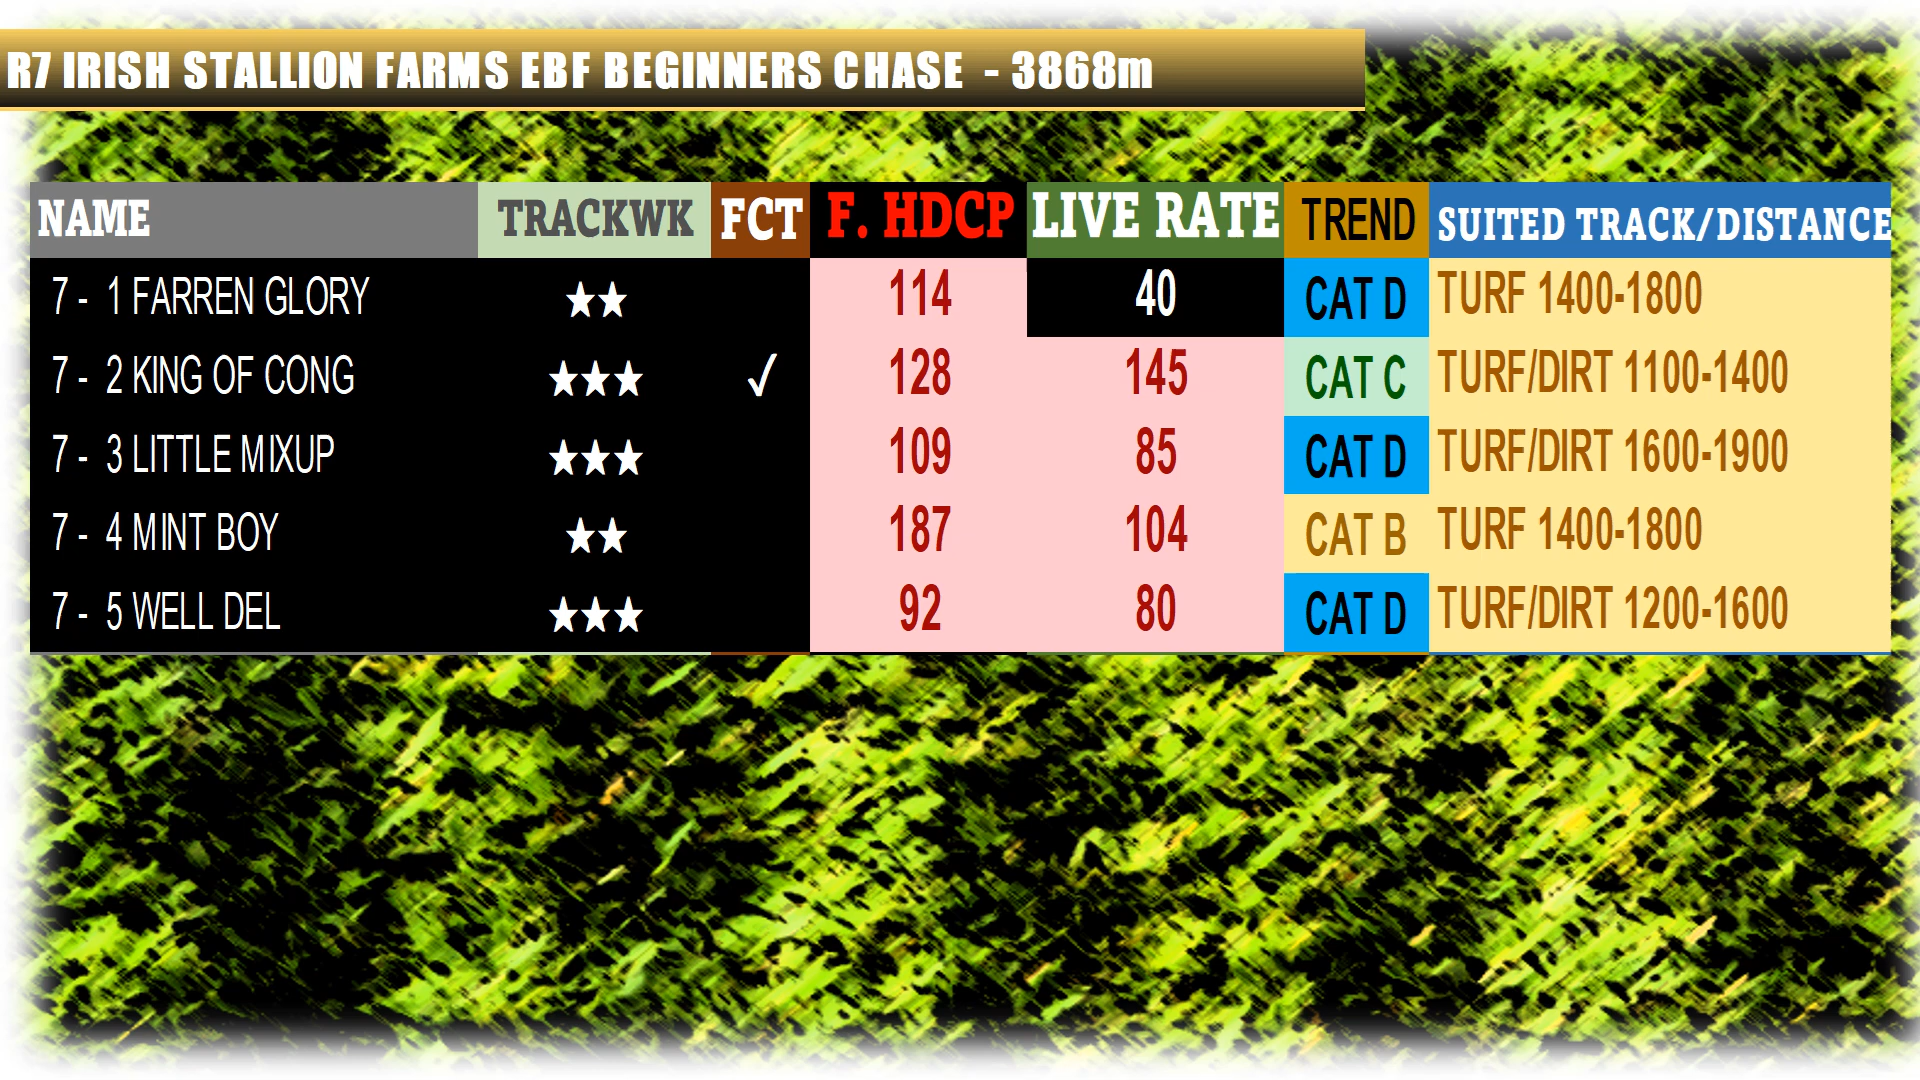 R7 IRISH STALLION FARMS EBF BEGINNERS CHASE - 3868m
NAME TRACKWK FCT F. HDCP LIVE RATE TREND SUITED TRACK/DISTANCE
7 - 1 FARREN GLORY ★★ 114 40 CAT D TURF 1400-1800
7 - 2 KING OF CONG ★★★ ✓ 128 145 CAT C TURF/DIRT 1100-1400
7 - 3 LITTLE MIXUP ★★★ 109 85 CAT D TURF/DIRT 1600-1900
7 - 4 MINT BOY ★★ 187 104 CAT B TURF 1400-1800
7 - 5 WELL DEL ★★★ 92 80 CAT D TURF/DIRT 1200-1600